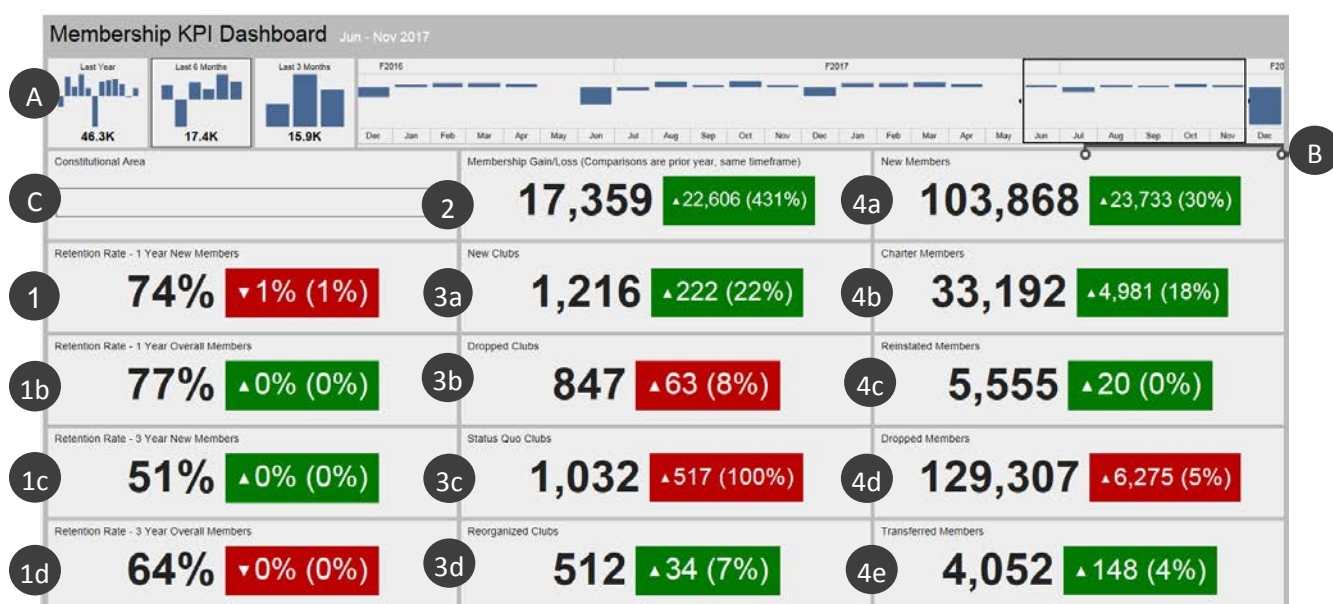 Membership KPI Dashboard Jun - Nov 2017
A
Last Year
46.3K
Last 6 Months
17.4K
Last 3 Months
15.9K
F2016 F2017 F20
Dec Jan Feb Mar Apr May Jun Jul Aug Sep Oct Nov Dec Jan Feb Mar Apr May Jun Jul Aug Sep Oct Nov Dec
B
C
Constitutional Area
2
Membership Gain/Loss (Comparisons are prior year, same timeframe)
17,359 ▲22,606 (431%)
4a
New Members
103,868 ▲23,733 (30%)
1
Retention Rate - 1 Year New Members
74% ▼1% (1%)
3a
New Clubs
1,216 ▲222 (22%)
4b
Charter Members
33,192 ▲4,981 (18%)
1b
Retention Rate - 1 Year Overall Members
77% ▲0% (0%)
3b
Dropped Clubs
847 ▲63 (8%)
4c
Reinstated Members
5,555 ▲20 (0%)
1c
Retention Rate - 3 Year New Members
51% ▲0% (0%)
3c
Status Quo Clubs
1,032 ▲517 (100%)
4d
Dropped Members
129,307 ▲6,275 (5%)
1d
Retention Rate - 3 Year Overall Members
64% ▼0% (0%)
3d
Reorganized Clubs
512 ▲34 (7%)
4e
Transferred Members
4,052 ▲148 (4%)